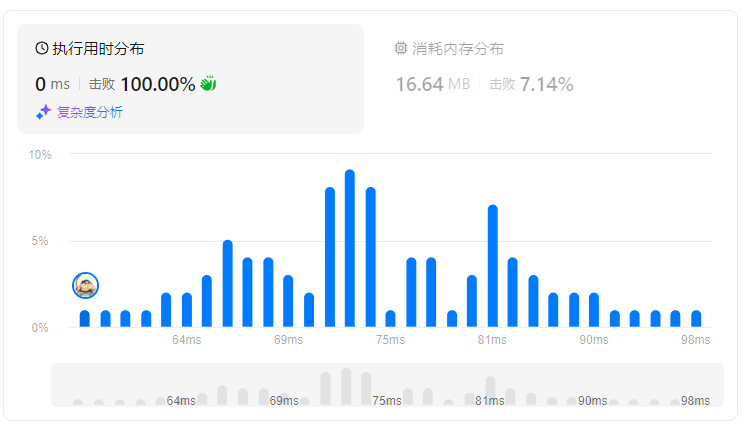 执行用时分布
消耗内存分布
0 ms 击败 100.00%
16.64 MB 击败 7.14%
复杂度分析
10%
5%
0%
64ms 69ms 75ms 81ms 90ms 98ms
64ms 69ms 75ms 81ms 90ms 98ms